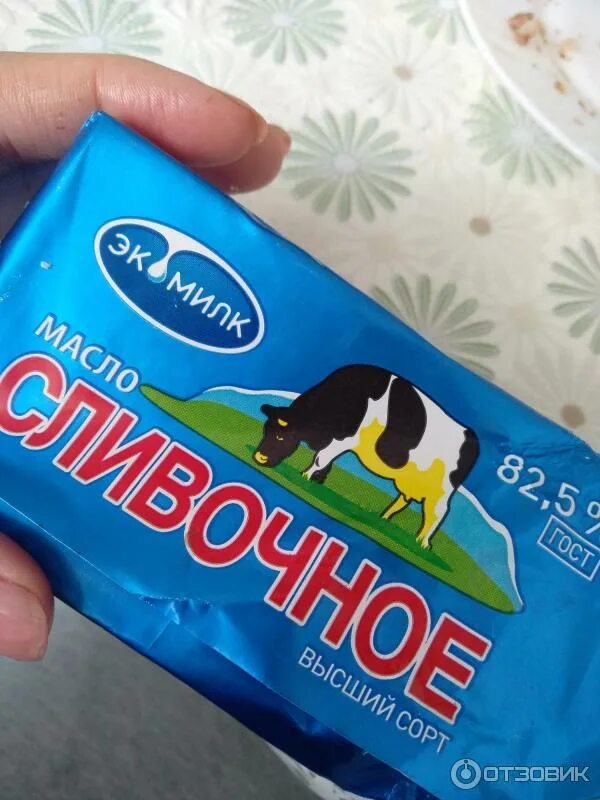 ЭКОМИЛК
МАСЛО
СЛИВОЧНОЕ
82,5%
ГОСТ
ВЫСШИЙ СОРТ
ОТЗОВИК